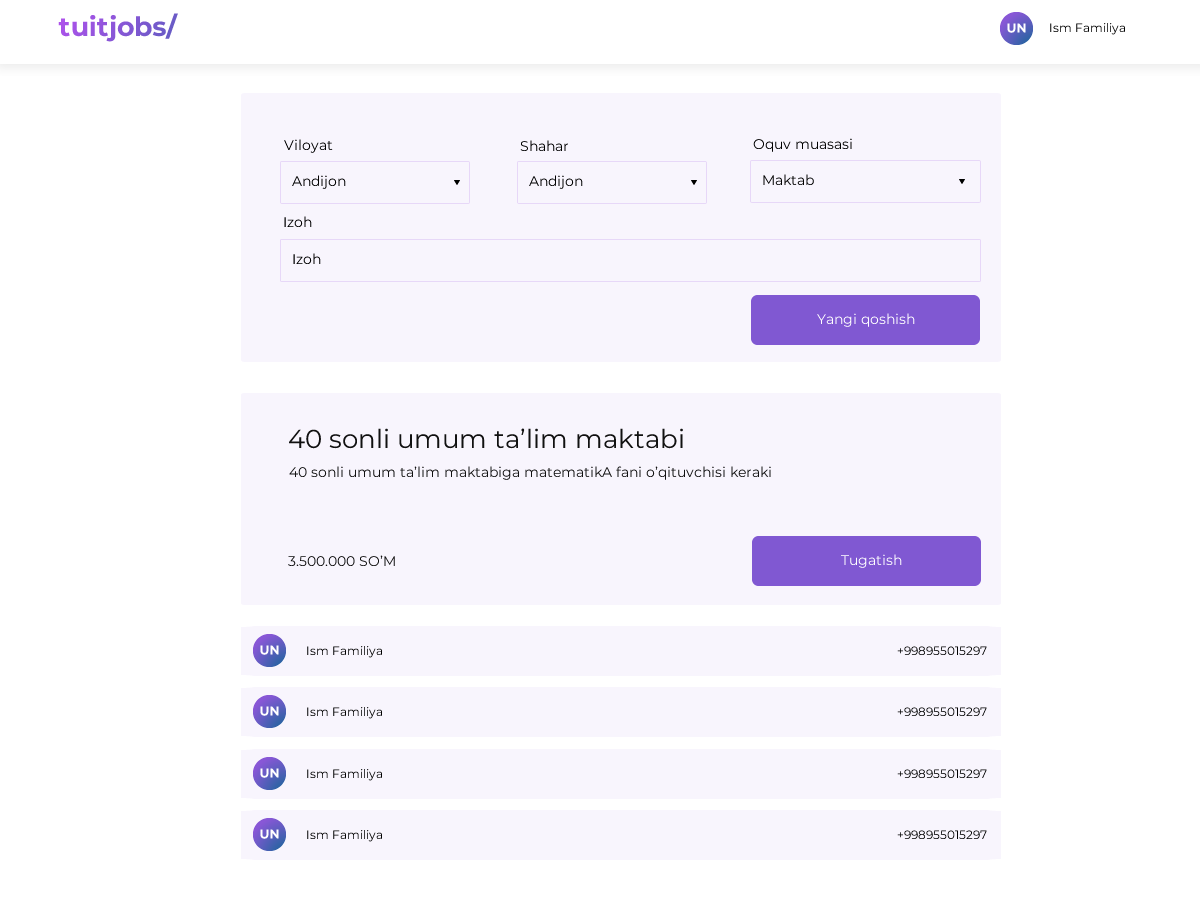 tuitjobs/
UN Ism Familiya
Viloyat Shahar Oquv muasasi
Andijon Andijon Maktab
Izoh
Izoh
Yangi qoshish
40 sonli umum ta’lim maktabi
40 sonli umum ta’lim maktabiga matematikA fani o’qituvchisi keraki
3.500.000 SO’M Tugatish
UN Ism Familiya +998955015297
UN Ism Familiya +998955015297
UN Ism Familiya +998955015297
UN Ism Familiya +998955015297